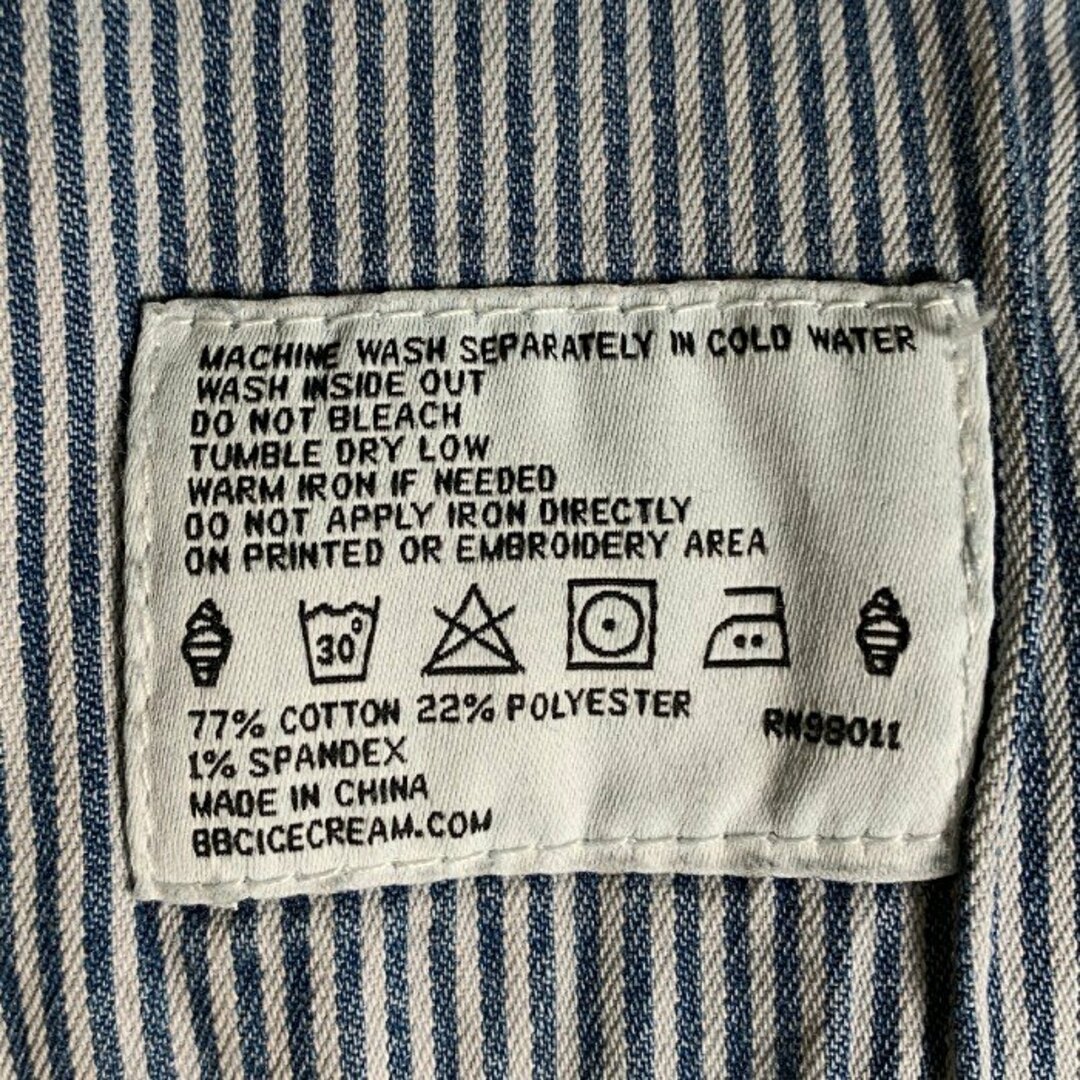 MACHINE WASH SEPARATELY IN COLD WATER
WASH INSIDE OUT
DO NOT BLEACH
TUMBLE DRY LOW
WARM IRON IF NEEDED
DO NOT APPLY IRON DIRECTLY
ON PRINTED OR EMBROIDERY AREA
30°
77% COTTON 22% POLYESTER
RN98011
1% SPANDEX
MADE IN CHINA
BBCICECREAM.COM